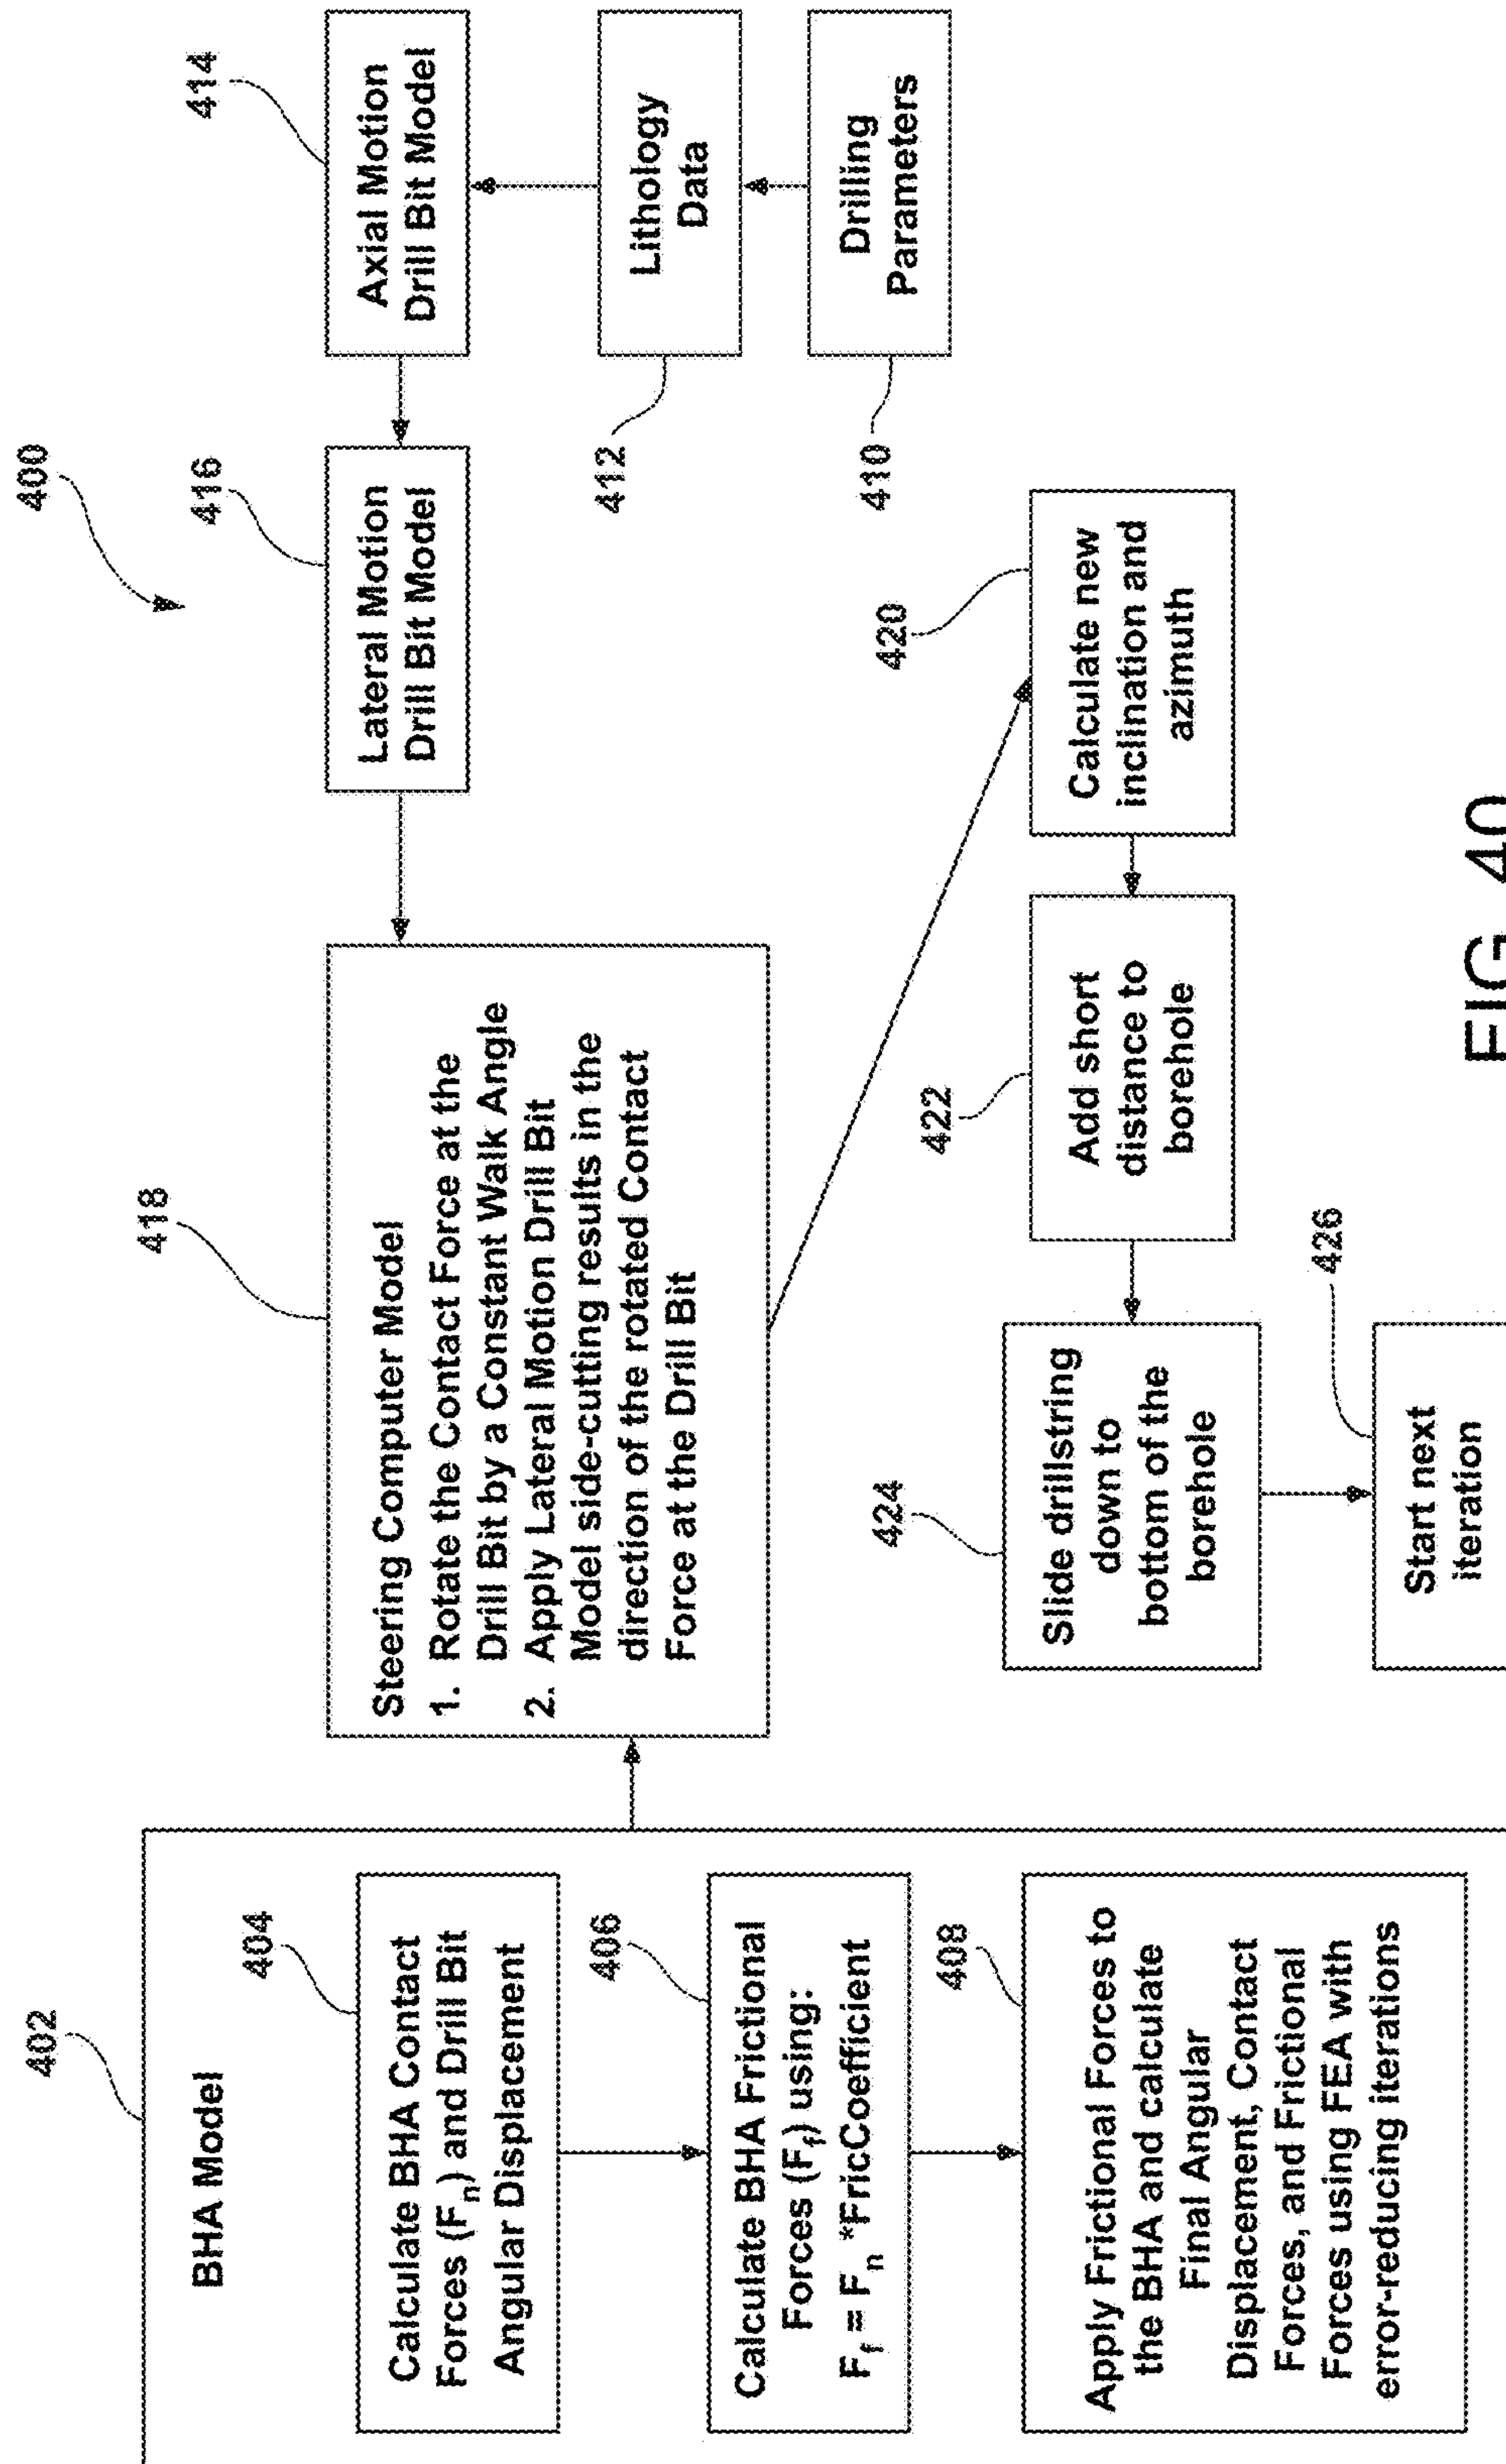 400
402
BHA Model
404
Calculate BHA Contact
Forces (Fn) and Drill Bit
Angular Displacement
406
Calculate BHA Frictional
Forces (Ff) using:
Ff = Fn *FricCoefficient
408
Apply Frictional Forces to
the BHA and calculate
Final Angular
Displacement, Contact
Forces, and Frictional
Forces using FEA with
error-reducing iterations
418
Steering Computer Model
1. Rotate the Contact Force at the
Drill Bit by a Constant Walk Angle
2. Apply Lateral Motion Drill Bit
Model side-cutting results in the
direction of the rotated Contact
Force at the Drill Bit
416
Lateral Motion
Drill Bit Model
414
Axial Motion
Drill Bit Model
412
Lithology
Data
410
Drilling
Parameters
420
Calculate new
inclination and
azimuth
422
Add short
distance to
borehole
424
Slide drillstring
down to
bottom of the
borehole
426
Start next
iteration
FIG. 40